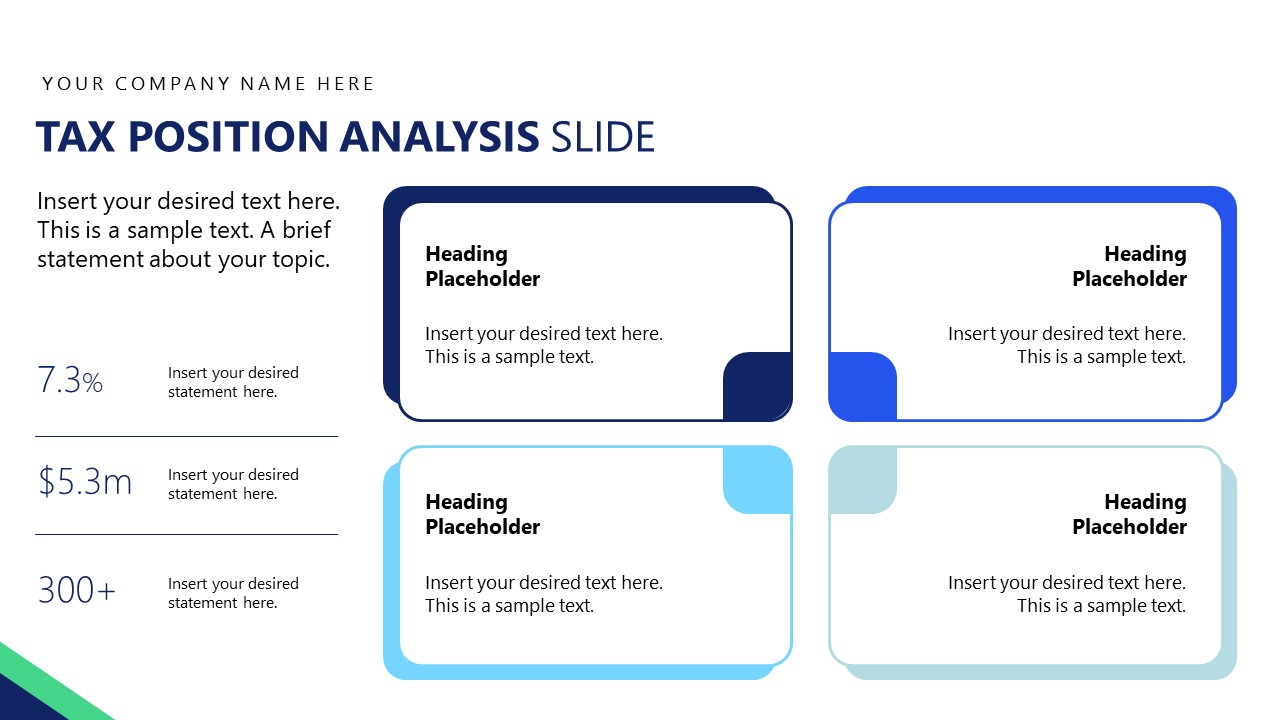 YOUR COMPANY NAME HERE
TAX POSITION ANALYSIS SLIDE
Insert your desired text here.
This is a sample text. A brief
statement about your topic.
7.3%
Insert your desired
statement here.
$5.3m
Insert your desired
statement here.
300+
Insert your desired
statement here.
Heading
Placeholder
Insert your desired text here.
This is a sample text.
Heading
Placeholder
Insert your desired text here.
This is a sample text.
Heading
Placeholder
Insert your desired text here.
This is a sample text.
Heading
Placeholder
Insert your desired text here.
This is a sample text.